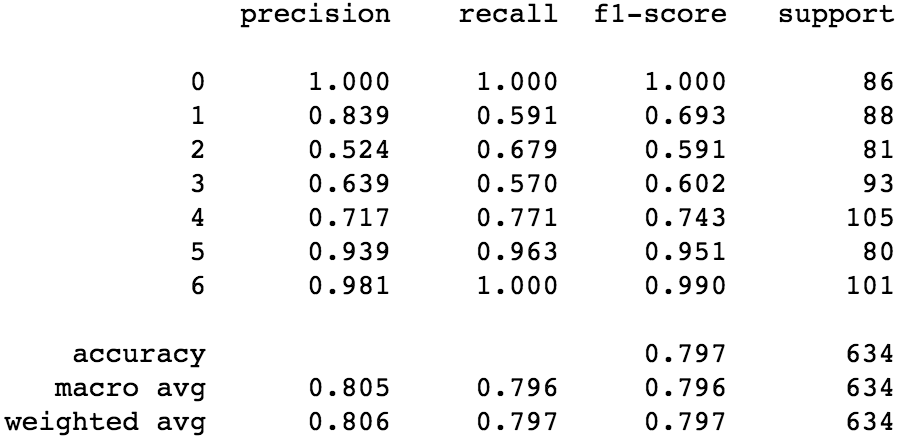 precision recall f1-score support
0 1.000 1.000 1.000 86
1 0.839 0.591 0.693 88
2 0.524 0.679 0.591 81
3 0.639 0.570 0.602 93
4 0.717 0.771 0.743 105
5 0.939 0.963 0.951 80
6 0.981 1.000 0.990 101
accuracy 0.797 634
macro avg 0.805 0.796 0.796 634
weighted avg 0.806 0.797 0.797 634